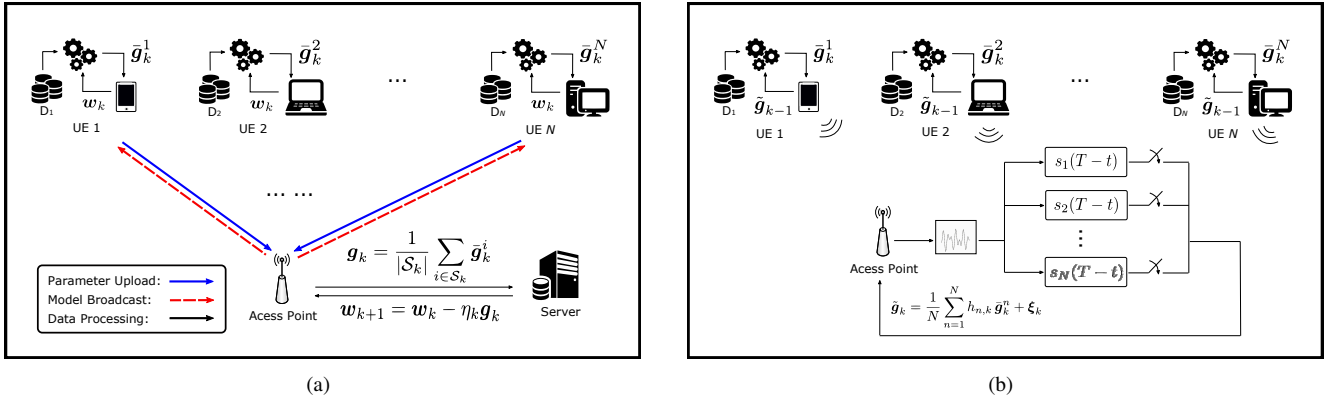 ḡ_k^1
ḡ_k^2
...
ḡ_k^N
w_k
w_k
w_k
D₁
D₂
D_N
UE 1
UE 2
UE N
... ...
g_k = 1/|S_k| ∑_{i∈S_k} ḡ_k^i
Parameter Upload:
Model Broadcast:
Data Processing:
Acess Point
w_{k+1} = w_k − η_k g_k
Server
(a)
ḡ_k^1
ḡ_k^2
...
ḡ_k^N
g̃_{k−1}
g̃_{k−1}
g̃_{k−1}
D₁
D₂
D_N
UE 1
UE 2
UE N
s_1(T − t)
s_2(T − t)
⋮
s_N(T − t)
Acess Point
g̃_k = 1/N ∑_{n=1}^{N} h_{n,k} ḡ_k^n + ξ_k
(b)